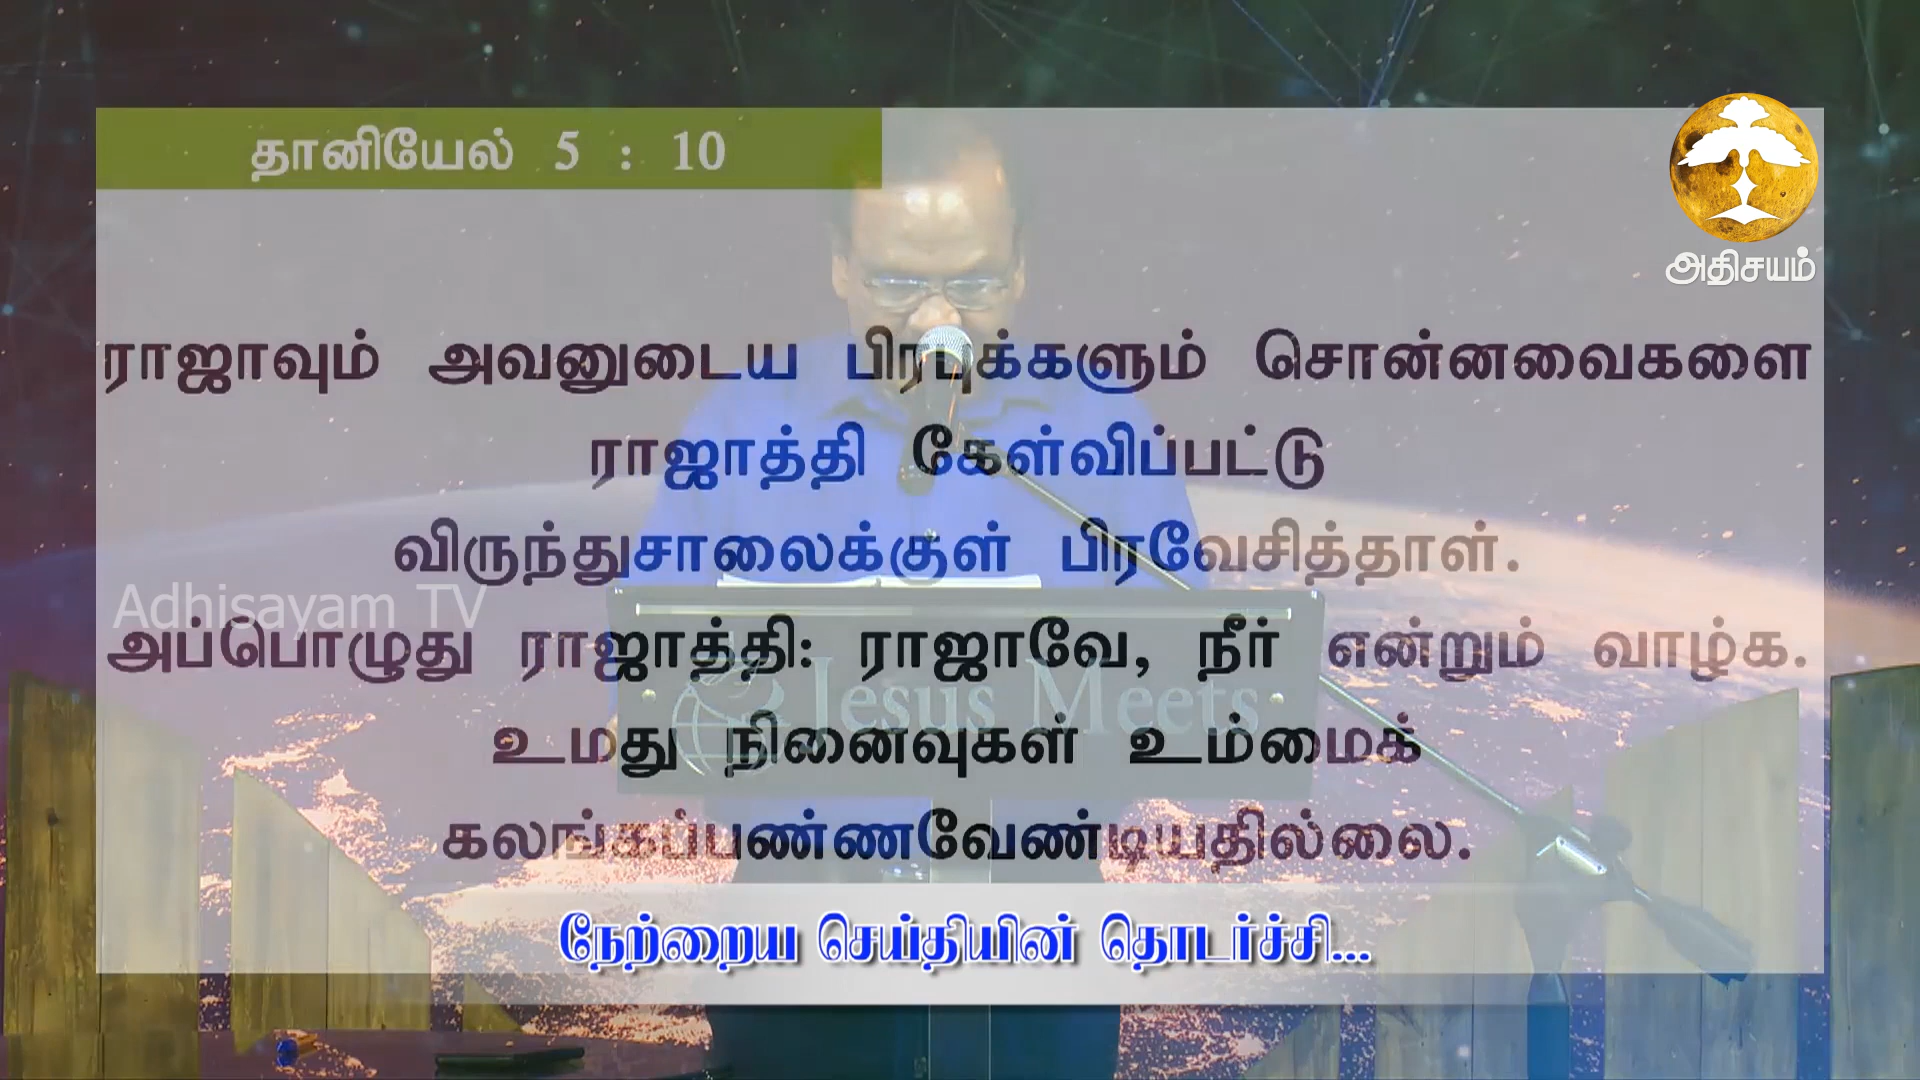 தானியேல் 5 : 10
அதிசயம்
ராஜாவும் அவனுடைய பிரபுக்களும் சொன்னவைகளை
ராஜாத்தி கேள்விப்பட்டு
விருந்துசாலைக்குள் பிரவேசித்தாள்.
Adhisayam TV
அப்பொழுது ராஜாத்தி: ராஜாவே, நீர் என்றும் வாழ்க.
Jesus Meets
உமது நினைவுகள் உம்மைக்
கலங்கப்பண்ணவேண்டியதில்லை.
நேற்றைய செய்தியின் தொடர்ச்சி...